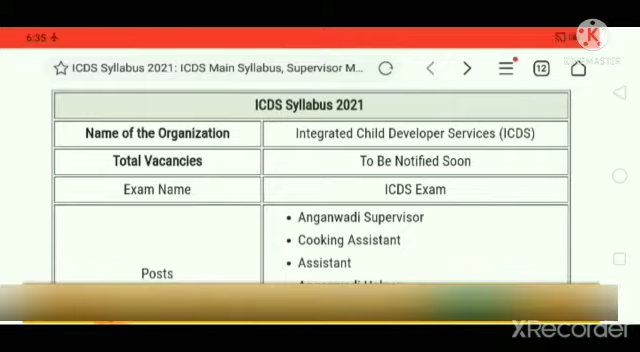 6:35
K
KINEMASTER
ICDS Syllabus 2021: ICDS Main Syllabus, Supervisor M...
12
ICDS Syllabus 2021
Name of the Organization Integrated Child Developer Services (ICDS)
Total Vacancies To Be Notified Soon
Exam Name ICDS Exam
Posts
• Anganwadi Supervisor
• Cooking Assistant
• Assistant
XRecorder